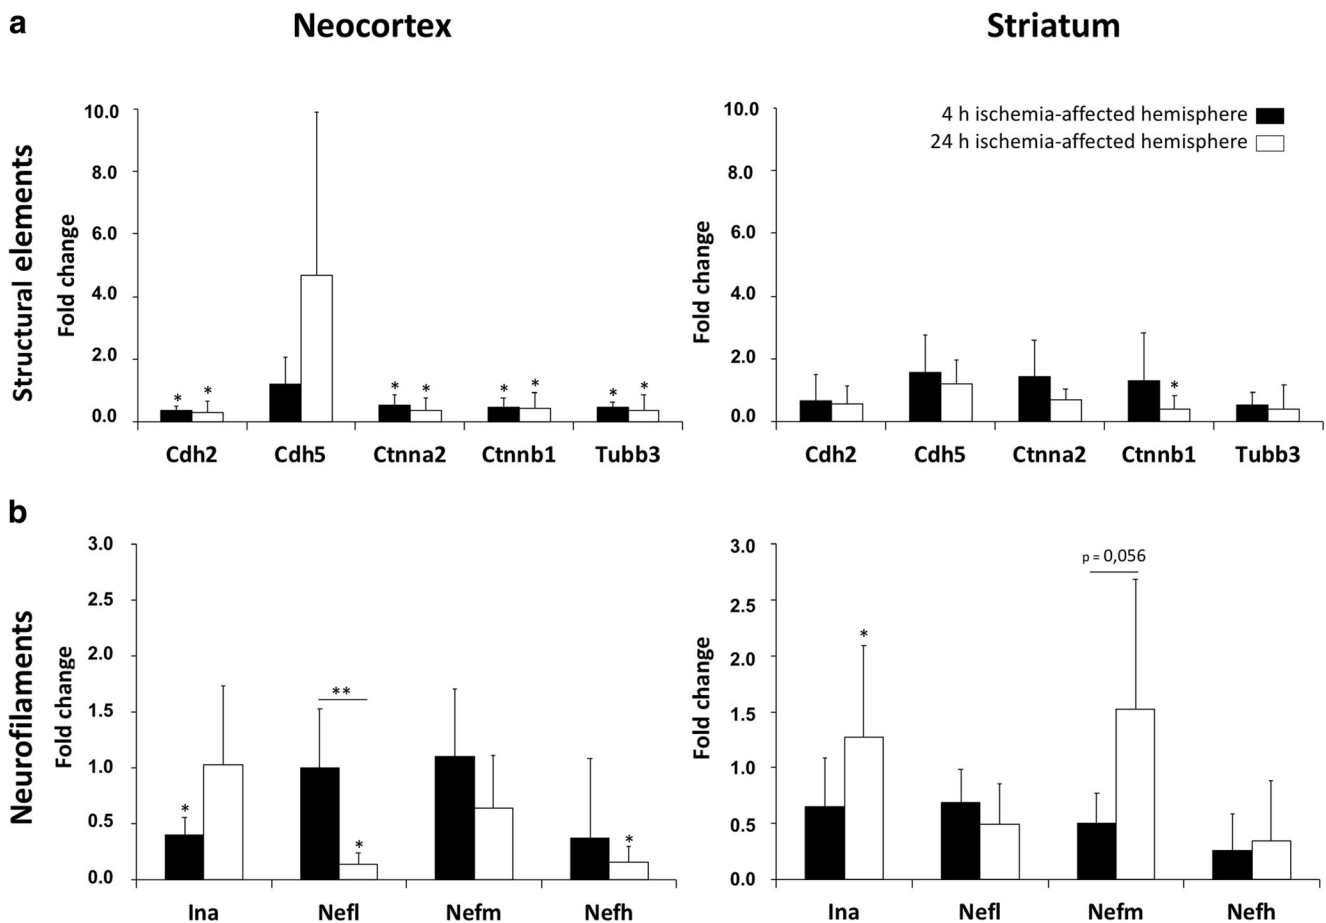 a
Neocortex
Striatum
Structural elements
Fold change
10.0
8.0
6.0
4.0
2.0
0.0
* * * * * * * *
Cdh2 Cdh5 Ctnna2 Ctnnb1 Tubb3
Fold change
10.0
8.0
6.0
4.0
2.0
0.0
4 h ischemia-affected hemisphere
24 h ischemia-affected hemisphere
*
Cdh2 Cdh5 Ctnna2 Ctnnb1 Tubb3
b
Neurofilaments
Fold change
3.0
2.5
2.0
1.5
1.0
0.5
0.0
**
* * *
Ina Nefl Nefm Nefh
Fold change
3.0
2.5
2.0
1.5
1.0
0.5
0.0
p = 0,056
*
Ina Nefl Nefm Nefh